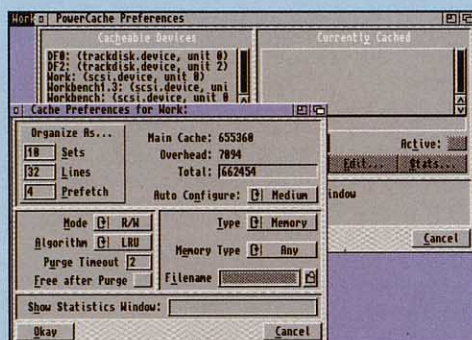 Work
PowerCache Preferences
Cacheable Devices
Currently Cached
DF0: (trackdisk.device, unit 0)
DF2: (trackdisk.device, unit 2)
Work: (scsi.device, unit 0)
Workbench1.3: (scsi.device, uni
Workbench: (scsi.device, unit 0
Active:
Edit...
Stats...
indow
Cancel
Cache Preferences for Work:
Organize As...
10 Sets
32 Lines
4 Prefetch
Main Cache: 655360
Overhead: 7094
Total: 662454
Auto Configure: Medium
Mode R/W
Algorithm LRU
Purge Timeout 2
Free after Purge
Type Memory
Memory Type Any
Filename
Show Statistics Window:
Okay
Cancel